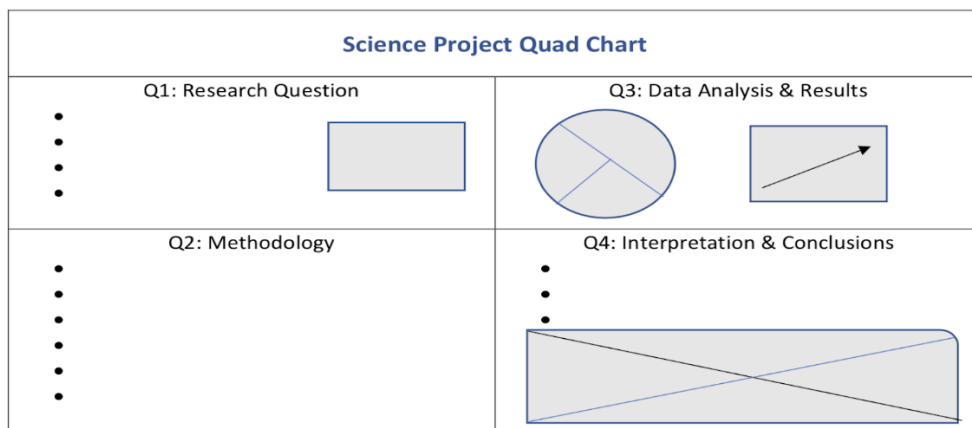 Science Project Quad Chart
Q1: Research Question
Q3: Data Analysis & Results
Q2: Methodology
Q4: Interpretation & Conclusions